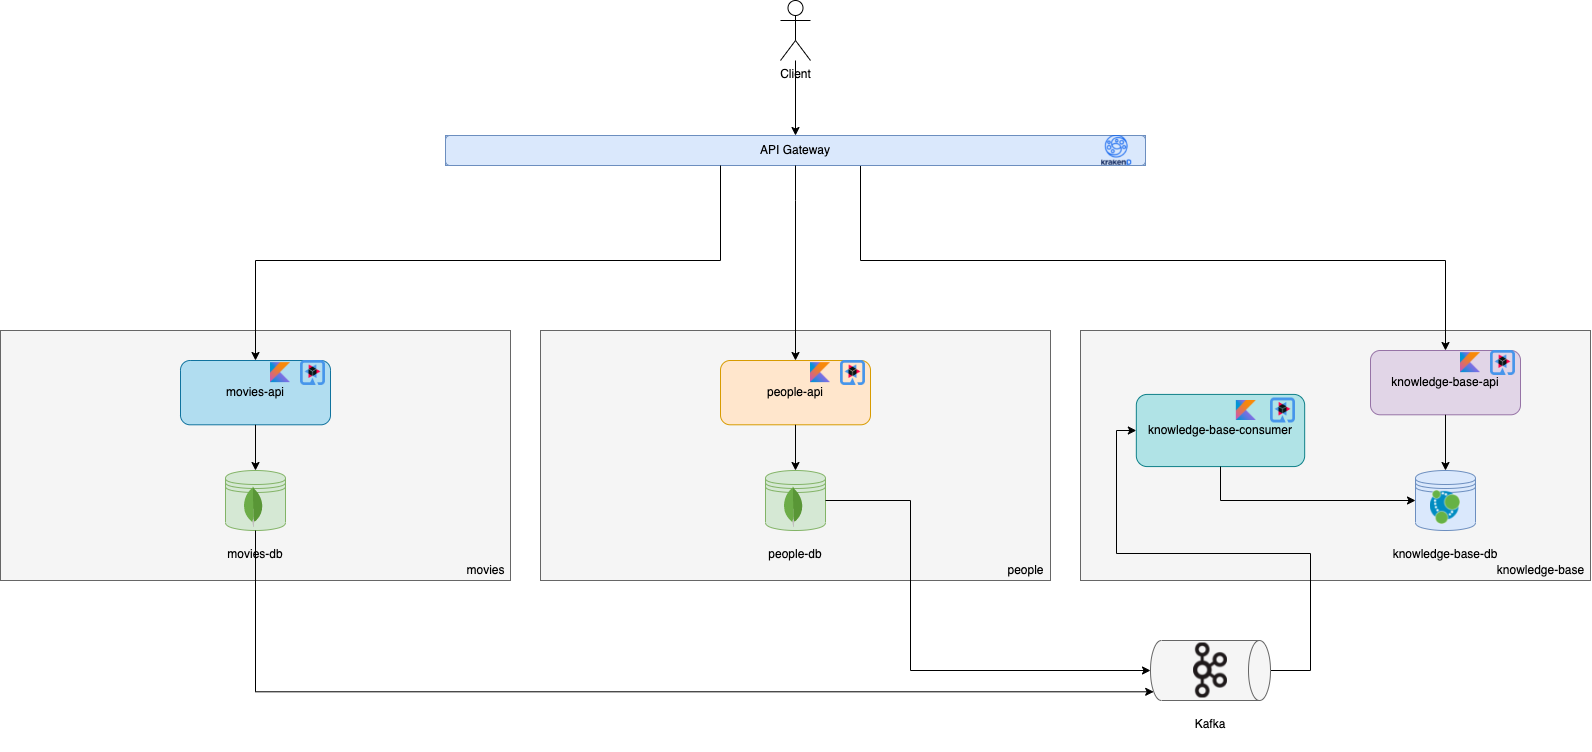 Client
API Gateway
krakenD
movies-api
people-api
knowledge-base-api
knowledge-base-consumer
movies-db
people-db
knowledge-base-db
movies
people
knowledge-base
Kafka